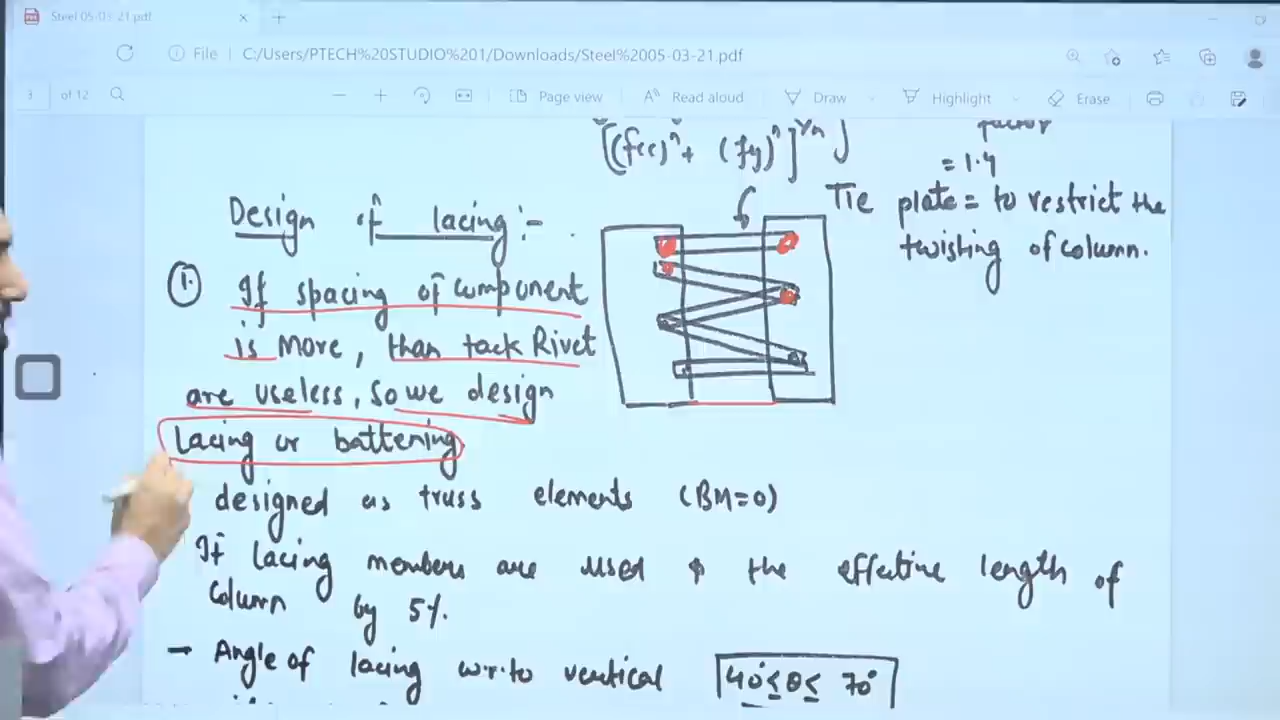 Steel 05-03-21.pdf
File C:/Users/PTECH%20STUDIO%201/Downloads/Steel%2005-03-21.pdf
3 of 12 Page view Read aloud Draw Highlight Erase
[(fcc)ⁿ + (fy)ⁿ]^1/n }
factor
= 1.4
Tie plate = to restrict the
twisting of column.
Design of lacing :-
1. If spacing of component
is more, than tack Rivet
are useless, so we design
lacing or battering
designed as truss elements (BM=0)
If lacing members are used ↑ the effective length of
column by 5%.
→ Angle of lacing w.r.to vertical 40°≤θ≤ 70°